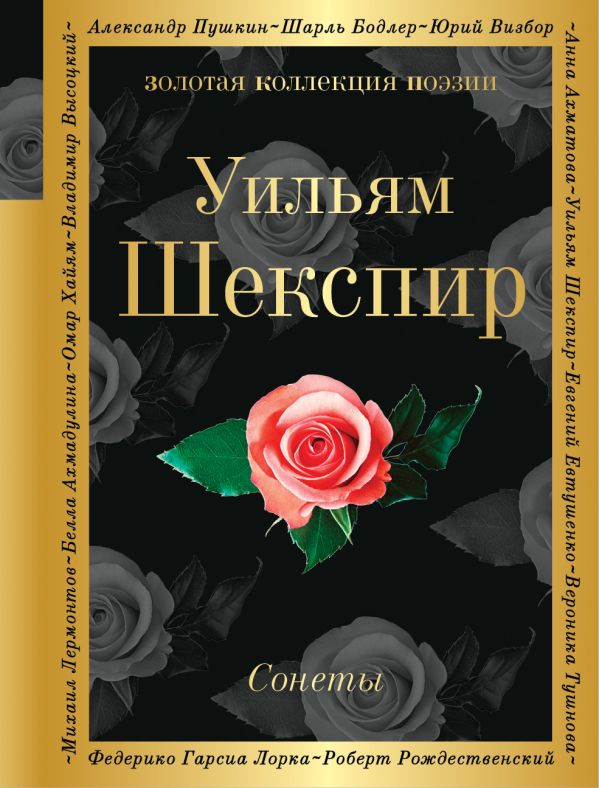 Александр Пушкин~Шарль Бодлер~Юрий Визбор
~Анна Ахматова~Уильям Шекспир~Евгений Евтушенко~Вероника Тушнова~
~Михаил Лермонтов~Белла Ахмадулина~Омар Хайям~Владимир Высоцкий~
золотая коллекция поэзии
Уильям
Шекспир
Сонеты
Федерико Гарсиа Лорка~Роберт Рождественский